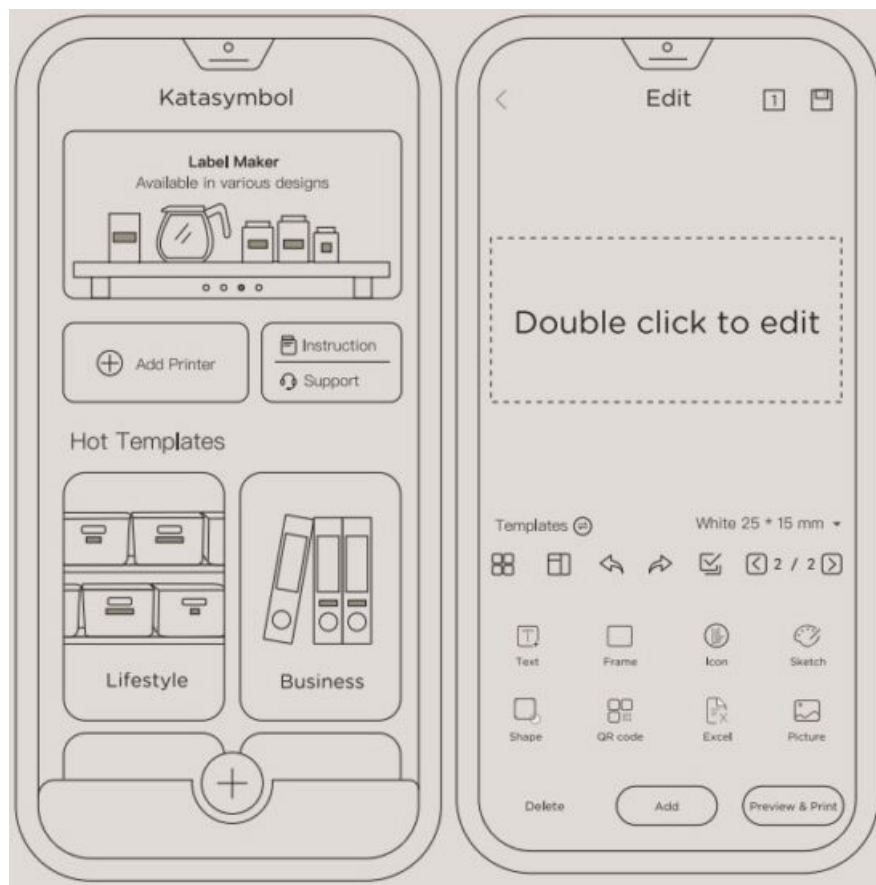 Katasymbol
Label Maker
Available in various designs
Add Printer
Instruction
Support
Hot Templates
Lifestyle
Business
Edit
1
Double click to edit
Templates
White 25 * 15 mm
2 / 2
Text
Frame
Icon
Sketch
Shape
QR code
Excel
Picture
Delete
Add
Preview & Print